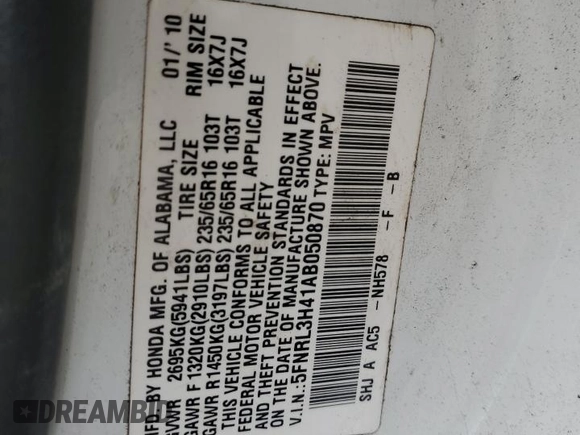 MFD. BY HONDA MFG. OF ALABAMA, LLC 01/'10
GVWR 2695KG(5941LBS) TIRE SIZE RIM SIZE
GAWR F 1320KG(2910LBS) 235/65R16 103T 16X7J
GAWR R1450KG(3197LBS) 235/65R16 103T 16X7J
THIS VEHICLE CONFORMS TO ALL APPLICABLE
FEDERAL MOTOR VEHICLE SAFETY
AND THEFT PREVENTION STANDARDS IN EFFECT
ON THE DATE OF MANUFACTURE SHOWN ABOVE.
V.I.N.: 5FNRL3H41AB050870 TYPE: MPV
SHJ A AC5 -NH578 -F -B
DREAMBID